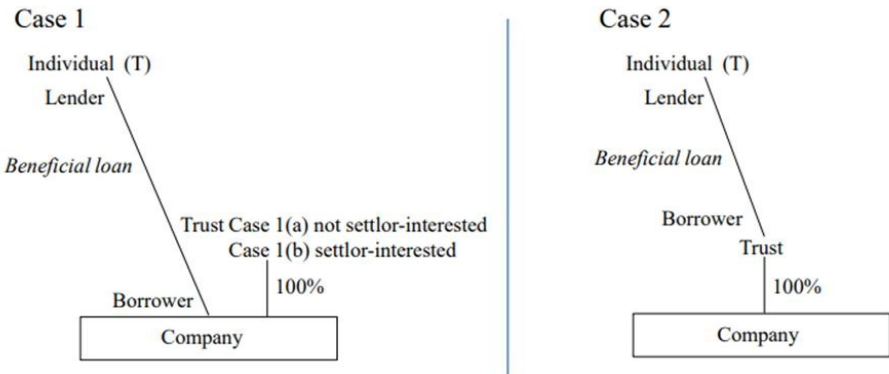 Case 1
Individual (T)
Lender
Beneficial loan
Trust Case 1(a) not settlor-interested
Case 1(b) settlor-interested
100%
Borrower
Company
Case 2
Individual (T)
Lender
Beneficial loan
Borrower
Trust
100%
Company